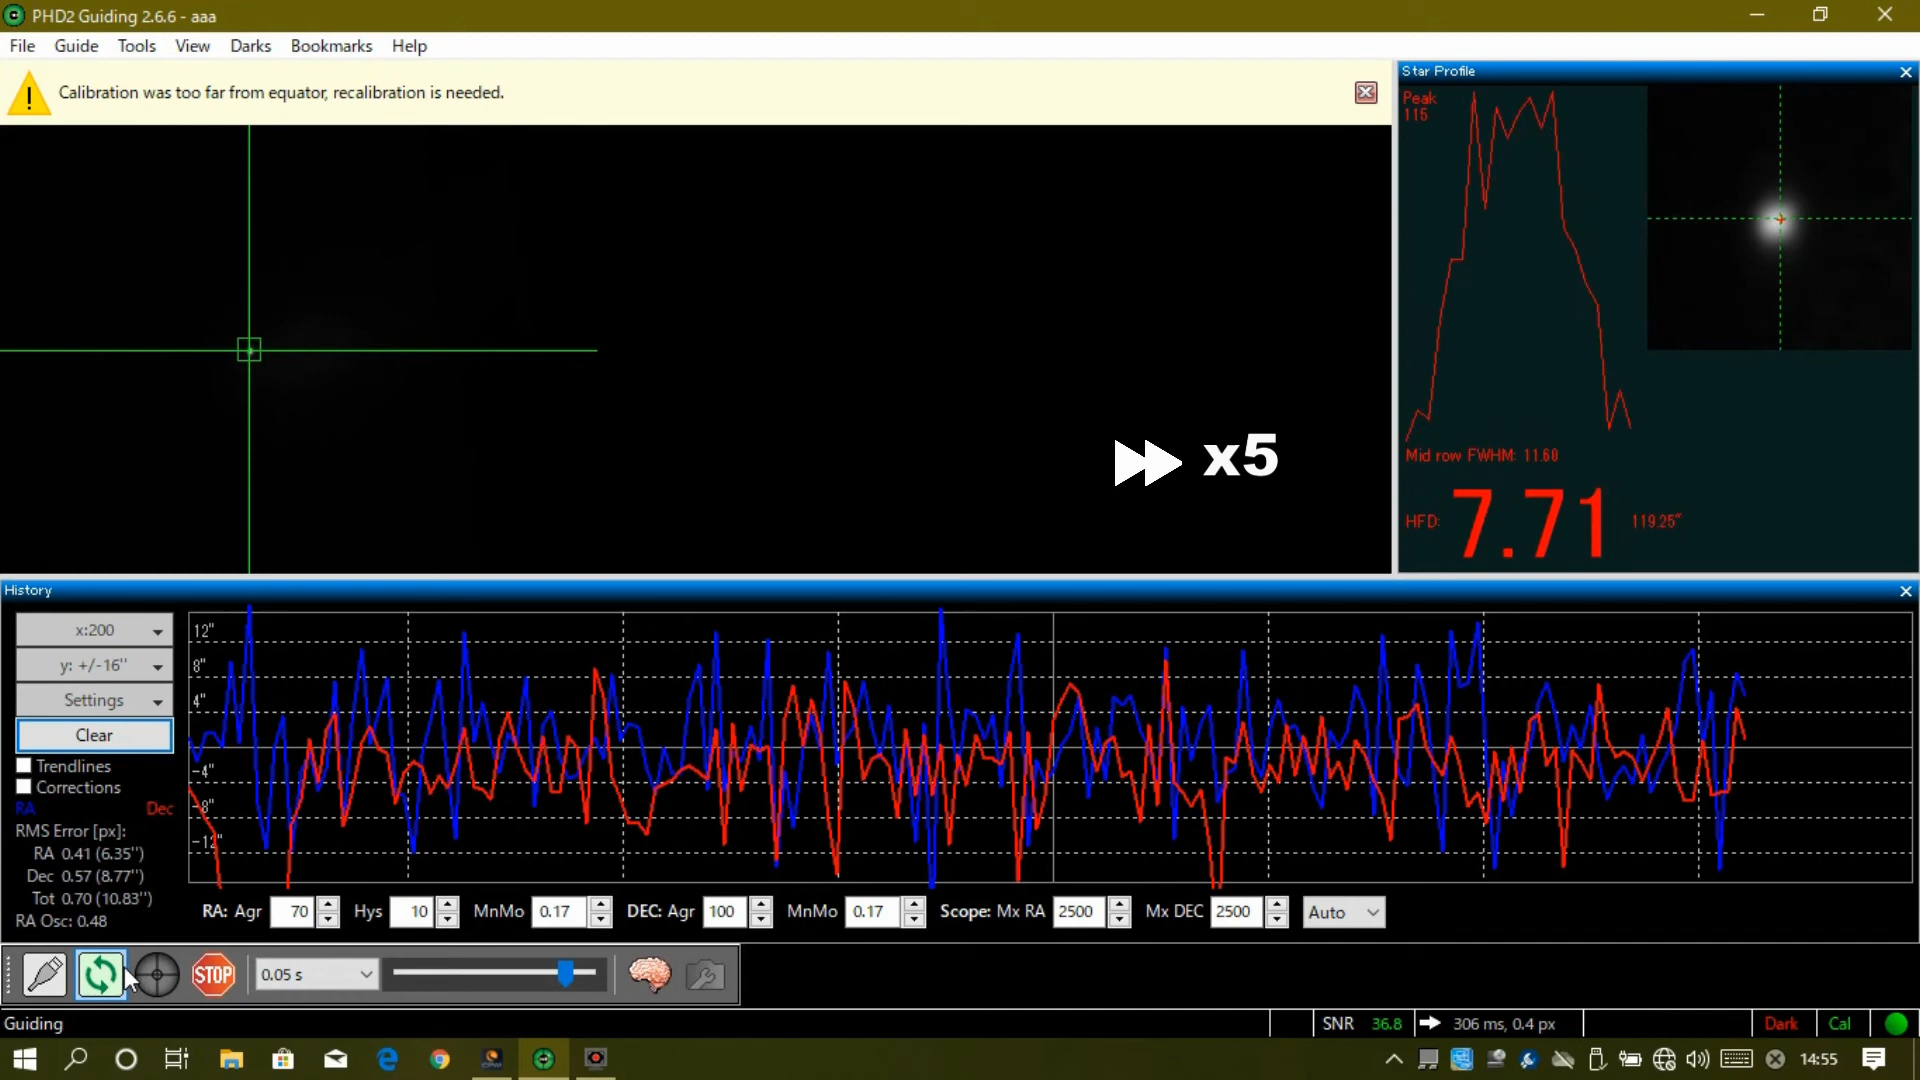 PHD2 Guiding 2.6.6 - aaa
File Guide Tools View Darks Bookmarks Help
Calibration was too far from equator, recalibration is needed.
Star Profile
Peak
115
x5
Mid row FWHM: 11.60
HFD: 7.71 119.25"
History
x:200
y: +/-16''
Settings
Clear
Trendlines
Corrections
RA Dec
RMS Error [px]:
RA 0.41 (6.35'')
Dec 0.57 (8.77'')
Tot 0.70 (10.83'')
RA Osc: 0.48
12"
8"
4"
-4"
-8"
-12"
RA: Agr 70 Hys 10 MnMo 0.17 DEC: Agr 100 MnMo 0.17 Scope: Mx RA 2500 Mx DEC 2500 Auto
STOP 0.05 s
Guiding SNR 36.8 306 ms, 0.4 px Dark Cal
14:55